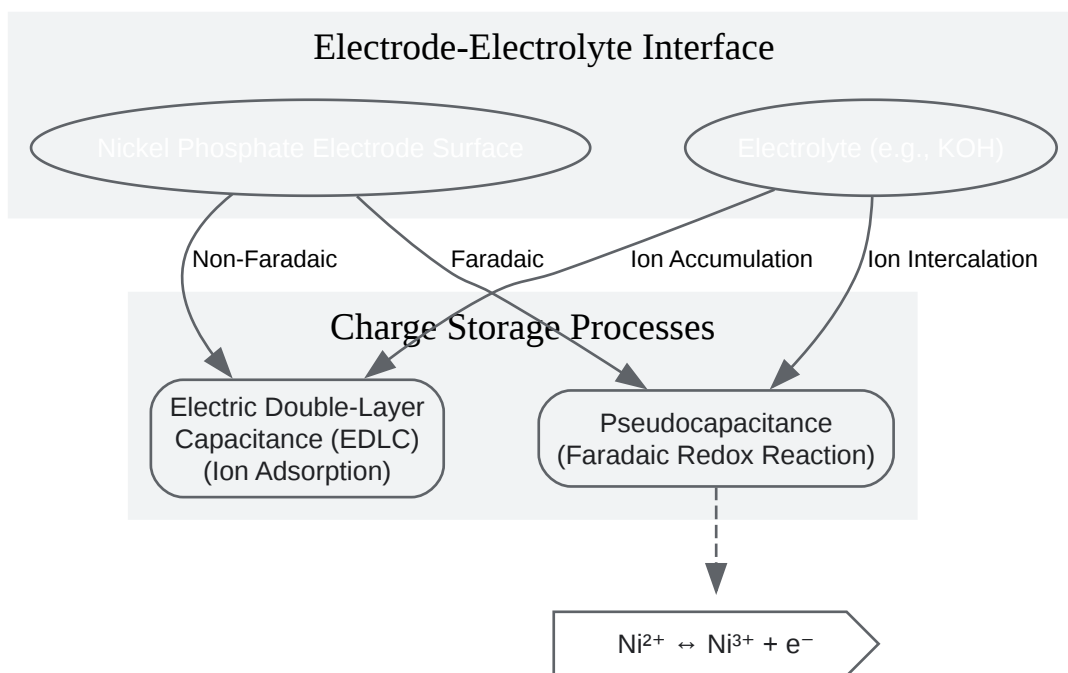 Electrode-Electrolyte Interface
Nickel Phosphate Electrode Surface
Electrolyte (e.g., KOH)
Non-Faradaic
Faradaic
Ion Accumulation
Ion Intercalation
Charge Storage Processes
Electric Double-Layer
Capacitance (EDLC)
(Ion Adsorption)
Pseudocapacitance
(Faradaic Redox Reaction)
Ni²⁺ ↔ Ni³⁺ + e⁻